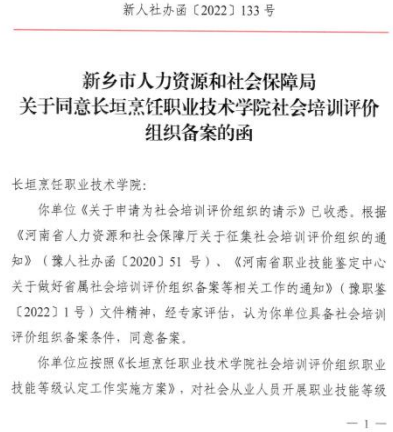 新人社办函〔2022〕133号
新乡市人力资源和社会保障局
关于同意长垣烹饪职业技术学院社会培训评价
组织备案的函
长垣烹饪职业技术学院：
你单位《关于申请为社会培训评价组织的请示》已收悉。根据
《河南省人力资源和社会保障厅关于征集社会培训评价组织的通
知》（豫人社办函〔2020〕51 号）、《河南省职业技能鉴定中心
关于做好省属社会培训评价组织备案等相关工作的通知》（豫职鉴
〔2022〕1号）文件精神，经专家评估，认为你单位具备社会培训
评价组织备案条件，同意备案。
你单位应按照《长垣烹饪职业技术学院社会培训评价组织职业
技能等级认定工作实施方案》，对社会从业人员开展职业技能等级
— 1 —